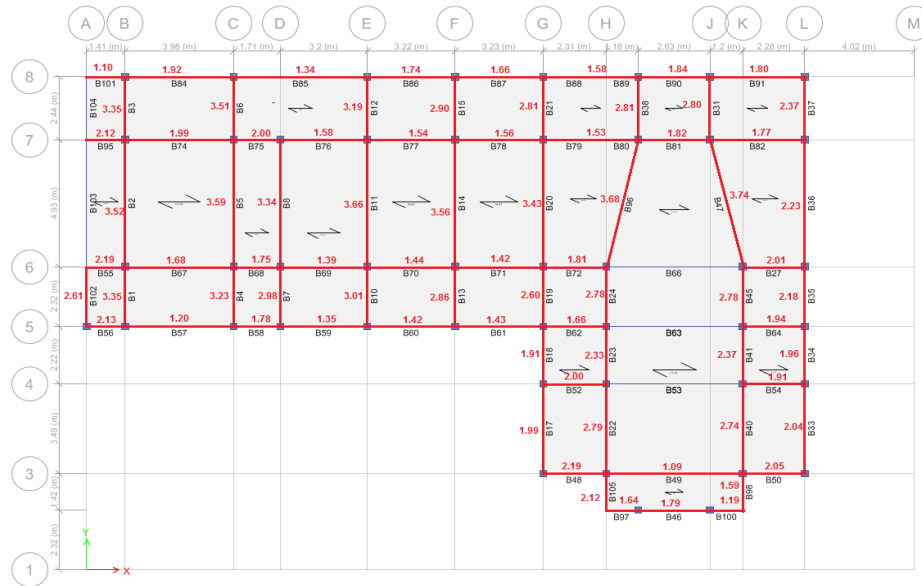 A B C D E F G H J K L M
1.41 (m) 3.98 (m) 1.71 (m) 3.2 (m) 3.22 (m) 3.23 (m) 2.31 (m) 1.18 (m) 2.63 (m) 1.2 (m) 2.28 (m) 4.02 (m)
1.10 1.92 1.34 1.74 1.66 1.58 1.84 1.80
8
B101 B84 B85 B86 B87 B88 B89 B90 B91
2.44 (m) B104 3.35 B3 3.51 B6 3.19 B12 2.90 B15 2.81 B21 2.81 B38 2.80 B31 2.37 B37
2.12 1.99 2.00 1.58 1.54 1.56 1.53 1.82 1.77
7
B95 B74 B75 B76 B77 B78 B79 B80 B81 B82
4.93 (m) B103 3.52 B2 3.59 B5 3.34 B8 3.66 B11 3.56 B14 3.43 B20 3.68 B96 BA7 3.74 2.23 B36
2.19 1.68 1.75 1.39 1.44 1.42 1.81 2.01
6
B55 B67 B68 B69 B70 B71 B72 B66 B27
2.32 (m) 2.61 B102 3.35 B1 3.23 B4 2.98 B7 3.01 B10 2.86 B13 2.60 B19 2.78 B24 2.78 B45 2.18 B35
2.13 1.20 1.78 1.35 1.42 1.43 1.66 1.94
5
B56 B57 B58 B59 B60 B61 B62 B63 B64
2.22 (m) 1.91 B18 2.33 B23 2.37 B41 1.96 B34
2.00 1.91
4
B52 B53 B54
3.49 (m) 1.99 B17 2.79 B22 2.74 B40 2.04 B33
2.19 1.09 2.05
3
B48 B49 B50
1.42 (m) 2.12 B105 1.59 B98
1.64 1.79 1.19
B97 B46 B100
2.32 (m)
Y
1
X